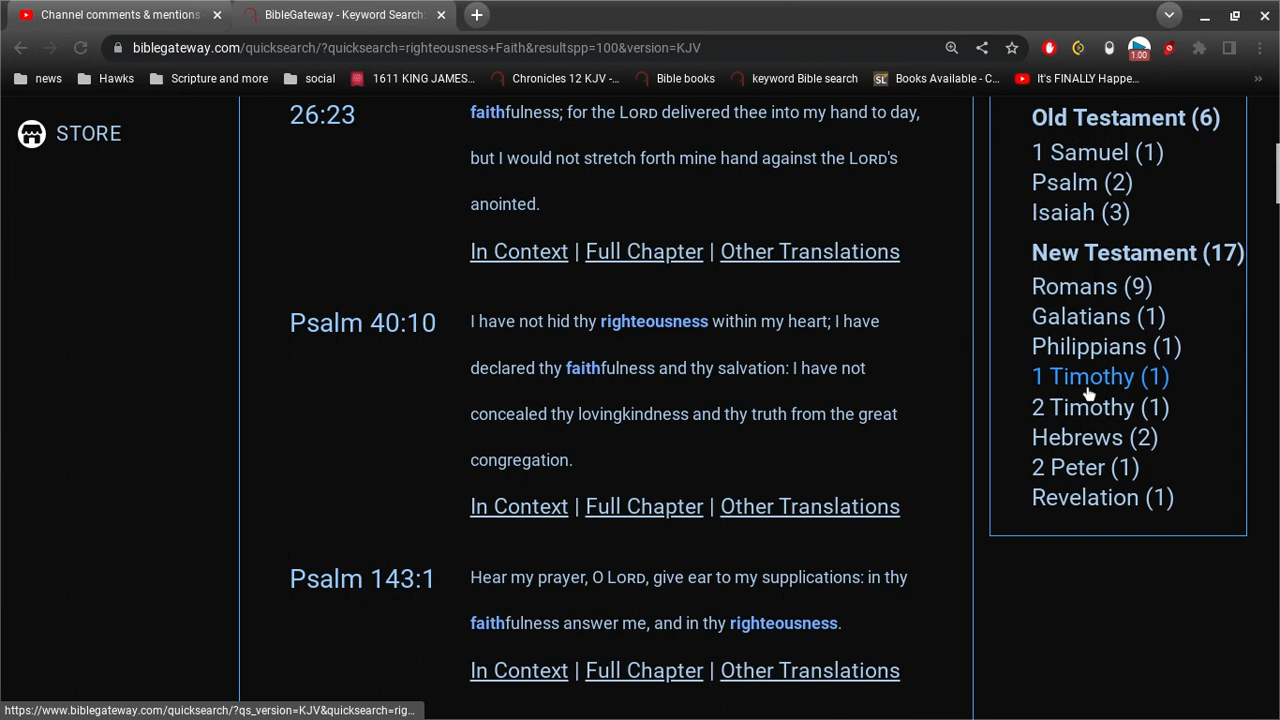 Channel comments & mentions
BibleGateway - Keyword Search:
biblegateway.com/quicksearch/?quicksearch=righteousness+Faith&resultspp=100&version=KJV
1.00
news
Hawks
Scripture and more
social
1611 KING JAMES...
Chronicles 12 KJV -...
Bible books
keyword Bible search
SL
Books Available - C...
It's FINALLY Happe...
»
STORE
26:23
faithfulness; for the LORD delivered thee into my hand to day,
but I would not stretch forth mine hand against the LORD's
anointed.
In Context | Full Chapter | Other Translations
Psalm 40:10
I have not hid thy righteousness within my heart; I have
declared thy faithfulness and thy salvation: I have not
concealed thy lovingkindness and thy truth from the great
congregation.
In Context | Full Chapter | Other Translations
Psalm 143:1
Hear my prayer, O LORD, give ear to my supplications: in thy
faithfulness answer me, and in thy righteousness.
In Context | Full Chapter | Other Translations
Old Testament (6)
1 Samuel (1)
Psalm (2)
Isaiah (3)
New Testament (17)
Romans (9)
Galatians (1)
Philippians (1)
1 Timothy (1)
2 Timothy (1)
Hebrews (2)
2 Peter (1)
Revelation (1)
https://www.biblegateway.com/quicksearch/?qs_version=KJV&quicksearch=rig...